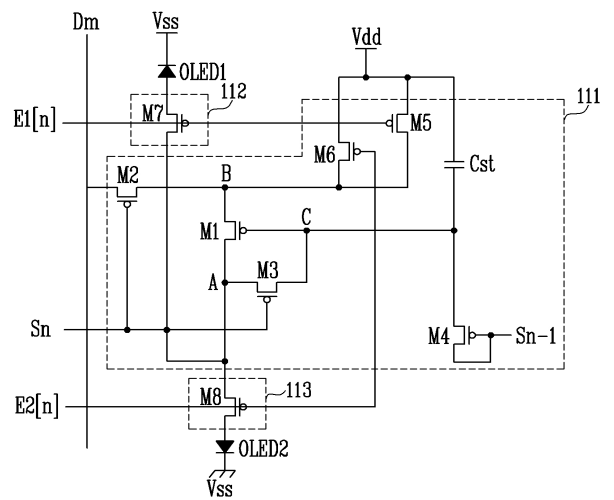 Vss
Dm
Vdd
OLED1
112
111
M7
E1[n]
M5
M6
Cst
M2
B
M1
C
A
M3
Sn
M4
Sn-1
M8
113
E2[n]
OLED2
Vss